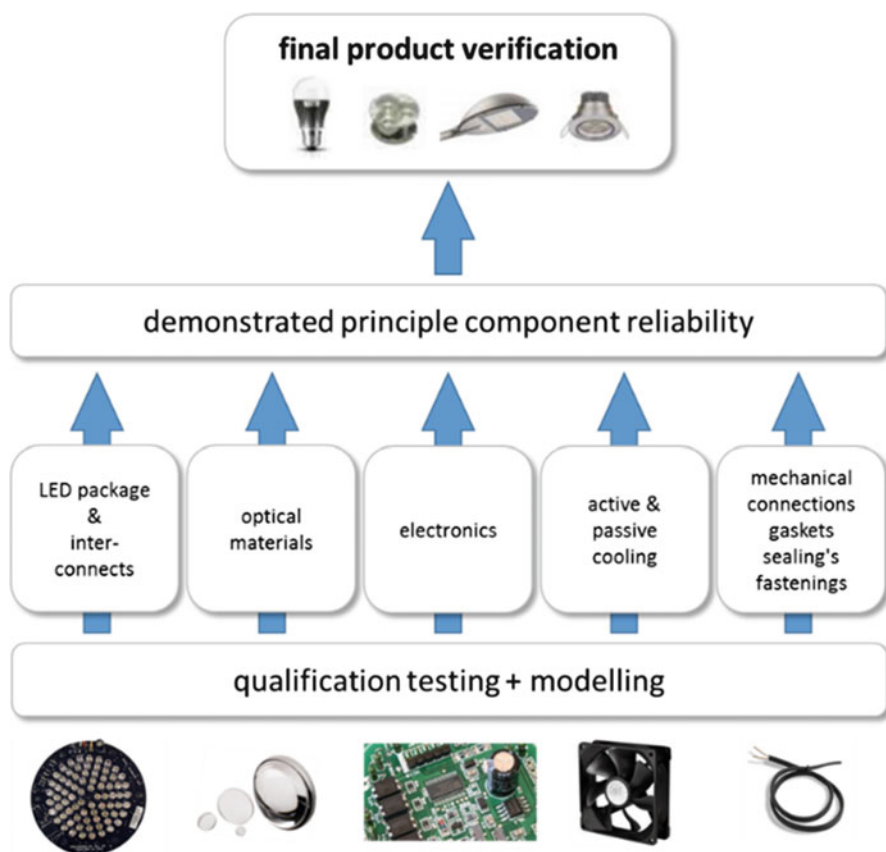 final product verification
demonstrated principle component reliability
LED package
&
inter-
connects
optical
materials
electronics
active &
passive
cooling
mechanical
connections
gaskets
sealing's
fastenings
qualification testing + modelling